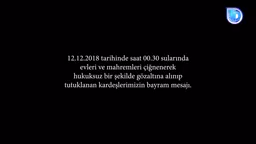 12.12.2018 tarihinde saat 00.30 sularında
evleri ve mahremleri çiğnenerek
hukuksuz bir şekilde gözaltına alınıp
tutuklanan kardeşlerimizin bayram mesajı.